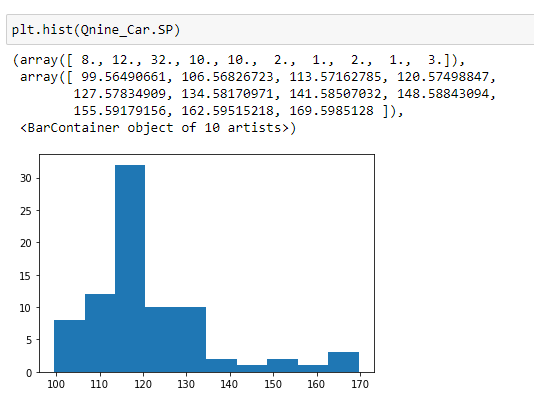 plt.hist(Qnine_Car.SP)
(array([ 8., 12., 32., 10., 10.,  2.,  1.,  2.,  1.,  3.]),
array([ 99.56490661, 106.56826723, 113.57162785, 120.57498847,
127.57834909, 134.58170971, 141.58507032, 148.58843094,
155.59179156, 162.59515218, 169.5985128 ]),
<BarContainer object of 10 artists>)
30
25
20
15
10
5
0
100 110 120 130 140 150 160 170